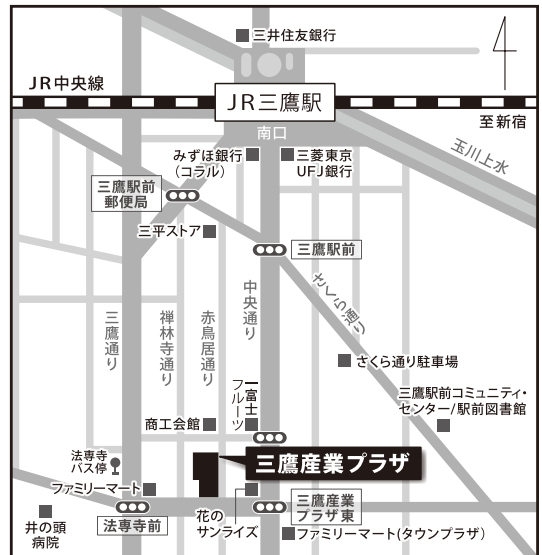 三井住友銀行
JR中央線
JR三鷹駅
至新宿
南口
玉川上水
みずほ銀行
(コラル)
三菱東京
UFJ銀行
三鷹駅前
郵便局
三平ストア
三鷹駅前
さくら通り
中央通り
三鷹通り
禅林寺通り
赤鳥居通り
さくら通り駐車場
一富士
フルーツ
三鷹駅前コミュニティ・
センター/駅前図書館
商工会館
三鷹産業プラザ
法専寺
バス停
ファミリーマート
法専寺前
花の
サンライズ
三鷹産業
プラザ東
井の頭
病院
ファミリーマート(タウンプラザ)